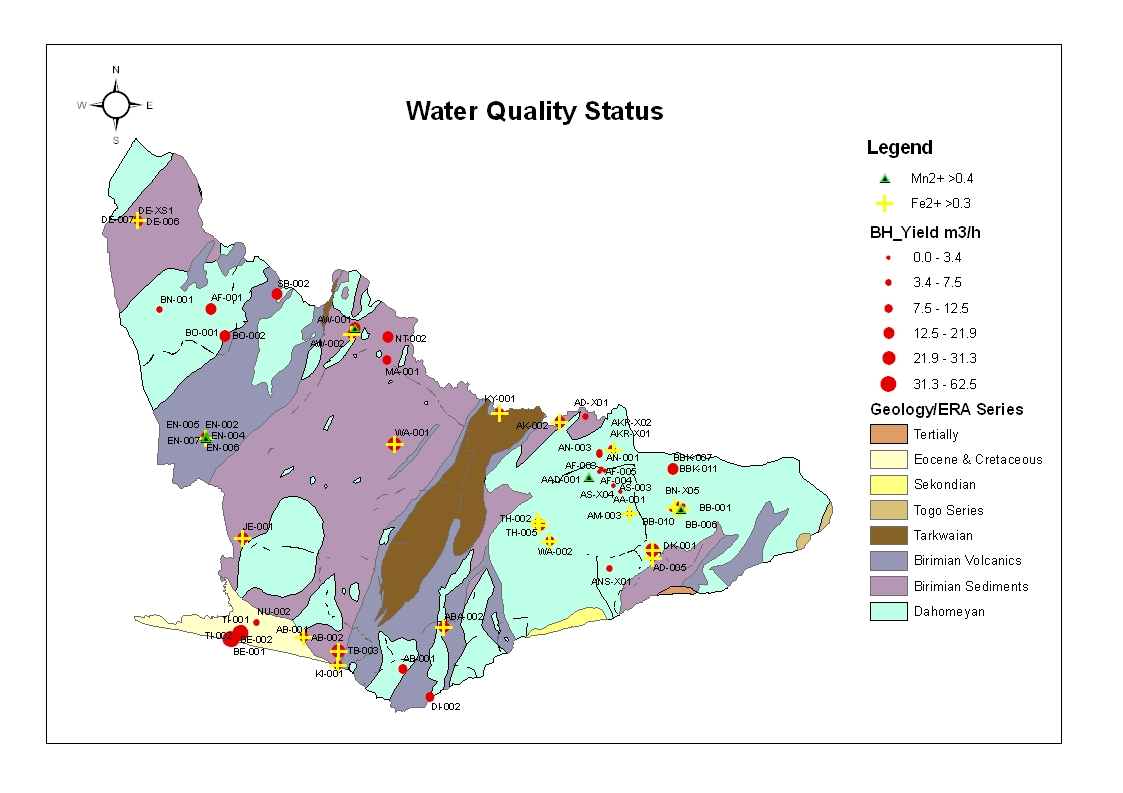 N
W E
S
Water Quality Status
Legend
Mn2+ >0.4
Fe2+ >0.3
BH_Yield m3/h
0.0 - 3.4
3.4 - 7.5
7.5 - 12.5
12.5 - 21.9
21.9 - 31.3
31.3 - 62.5
Geology/ERA Series
Tertially
Eocene & Cretaceous
Sekondian
Togo Series
Tarkwaian
Birimian Volcanics
Birimian Sediments
Dahomeyan
DE-XS1
DE-007 DE-006
SB-002
BN-001 AF-001
BO-001 BO-002
AW-001
AW-002
NT-002
MA-001
KY-001
AK-002
AD-X01
AKR-X02
AKR-X01
EN-005 EN-002
EN-007 EN-004
EN-006
WA-001
AN-003
AN-001
AF-003
AF-005
AF-004
AAD-001
AS-003
AS-X04
AA-001
AM-003
BBK-007
BBK-011
BN-X05
BB-001
BB-010
BB-006
TH-002
TH-005
WA-002
DK-001
AD-005
ANS-X01
JE-001
NU-002
TI-001
TI-002
BE-002
BE-001
AB-001
AB-002
TB-003
KI-001
ABA-002
AB-001
DI-002